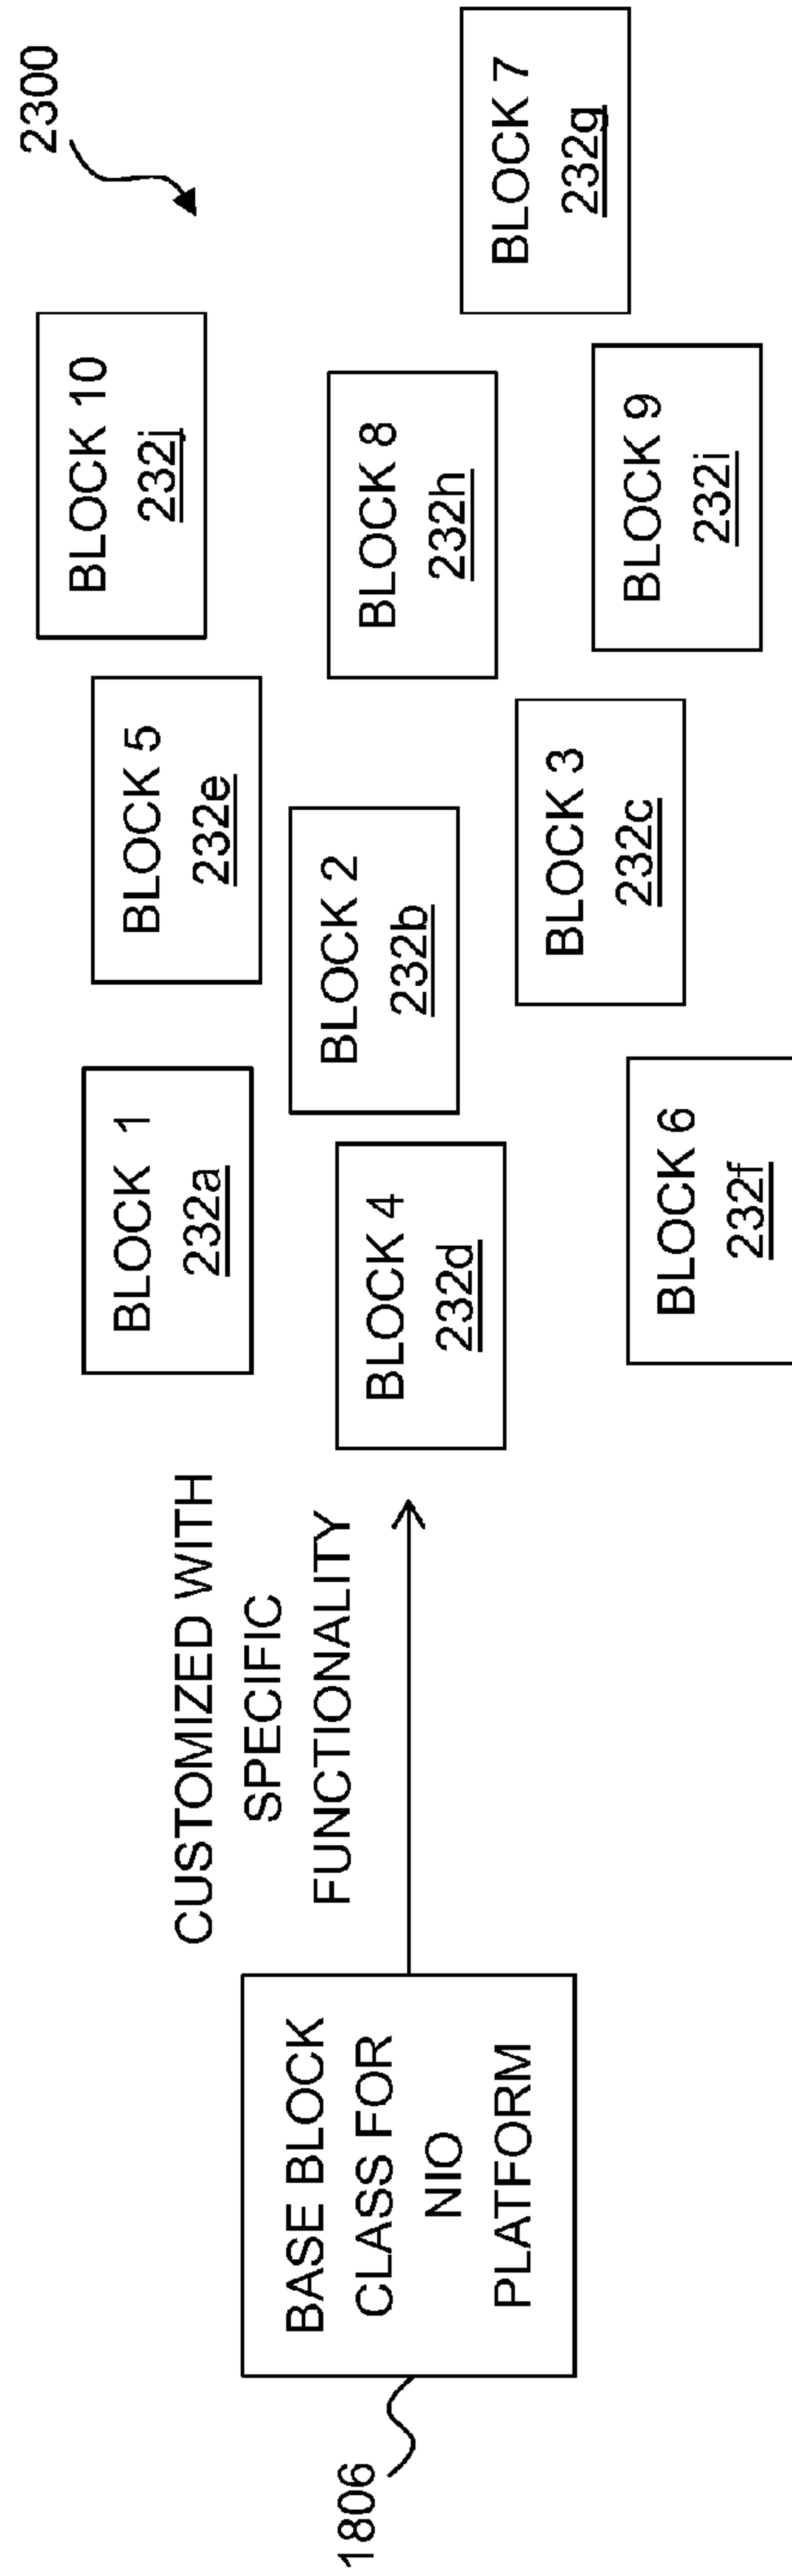 2300
BLOCK 10
232j
BLOCK 5
232e
BLOCK 1
232a
CUSTOMIZED WITH
SPECIFIC
FUNCTIONALITY
BLOCK 2
232b
BLOCK 8
232h
BLOCK 4
232d
BLOCK 7
232g
BLOCK 3
232c
BLOCK 9
232i
BLOCK 6
232f
BASE BLOCK
CLASS FOR
NIO
PLATFORM
1806